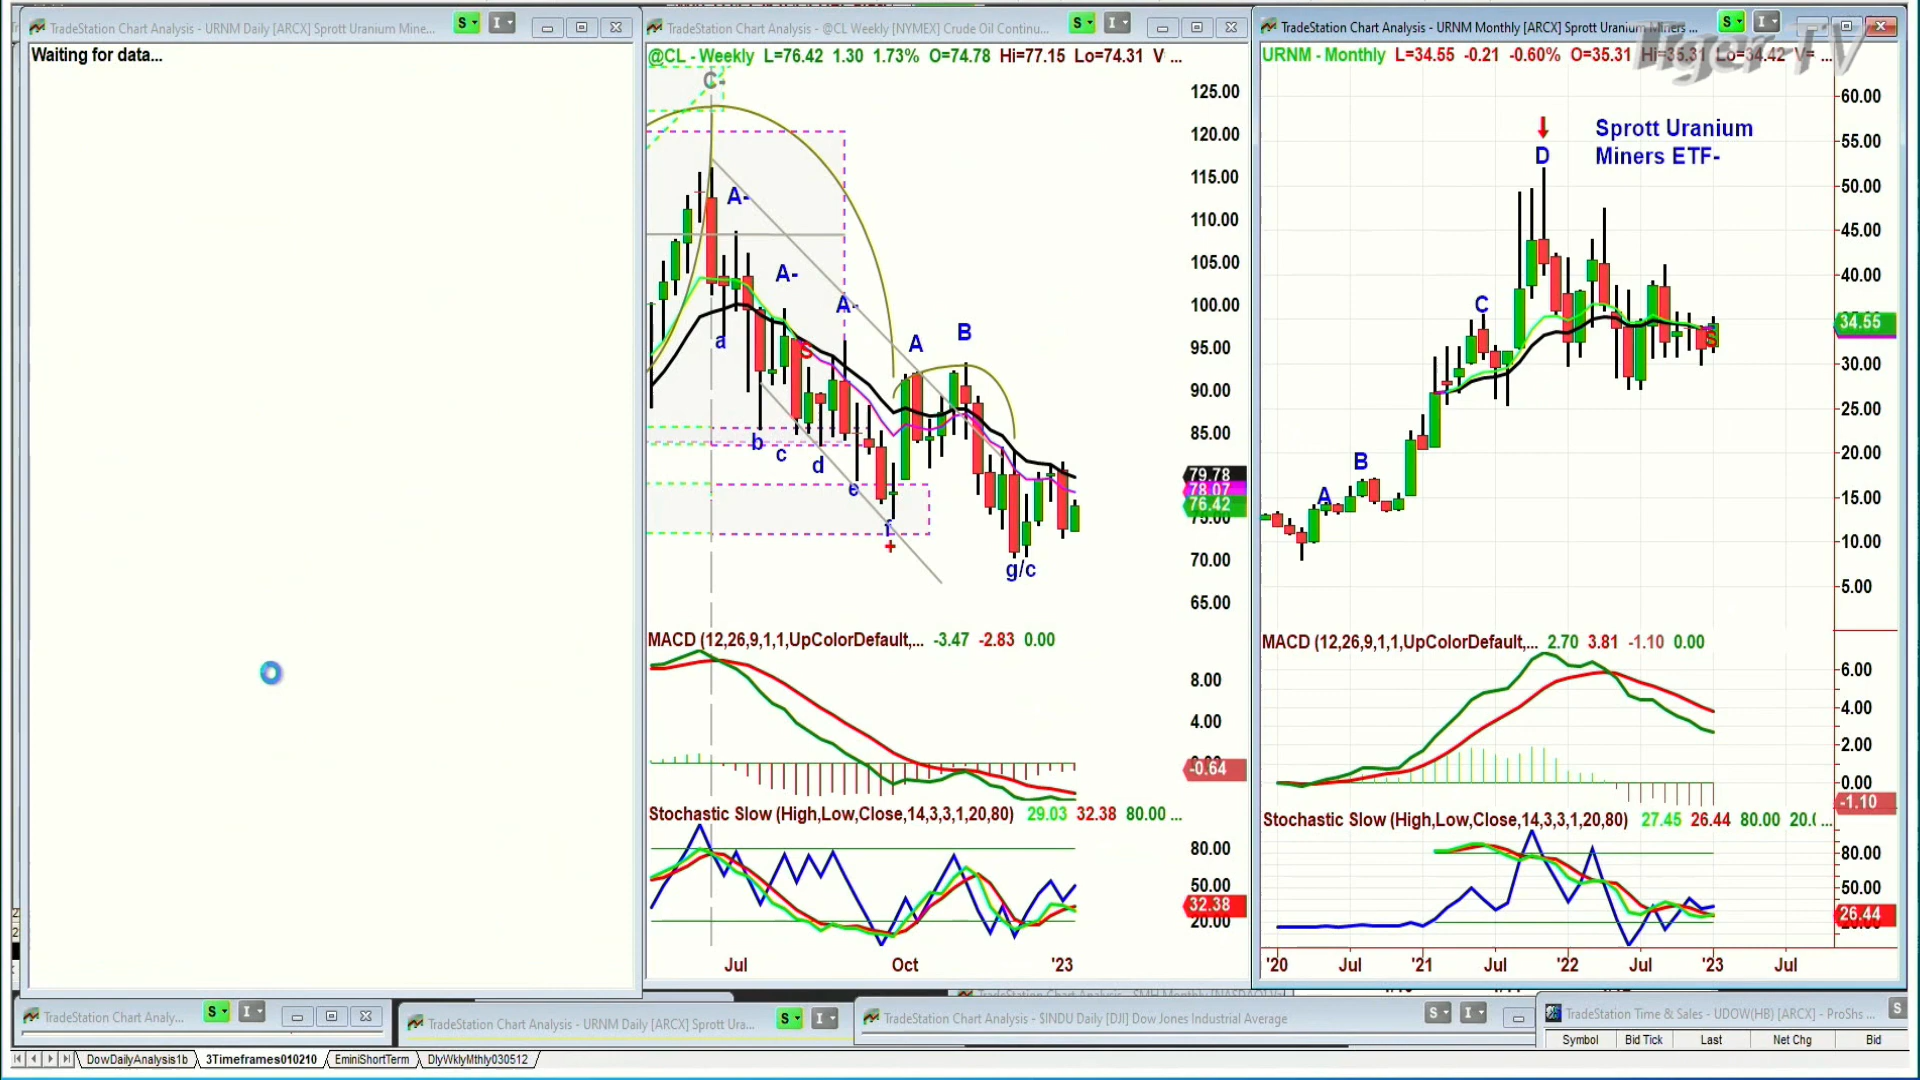 TradeStation Chart Analysis - URNM Daily [ARCX] Sprott Uranium Mine...
S
I
Waiting for data...
TradeStation Chart Analysis - @CL Weekly [NYMEX] Crude Oil Continu...
S
I
@CL - Weekly L=76.42 1.30 1.73% O=74.78 Hi=77.15 Lo=74.31 V ...
C-
A-
A-
A-
A
B
S
a
b
c
d
e
f
g/c
125.00
120.00
115.00
110.00
105.00
100.00
95.00
90.00
85.00
79.78
78.07
76.42
75.00
70.00
65.00
MACD (12,26,9,1,1,UpColorDefault,... -3.47 -2.83 0.00
8.00
4.00
-0.64
Stochastic Slow (High,Low,Close,14,3,3,1,20,80) 29.03 32.38 80.00 ...
80.00
50.00
32.38
20.00
Jul Oct '23
TradeStation Chart Analysis - URNM Monthly [ARCX] Sprott Uranium Miners ...
S
I
Tiger TV
URNM - Monthly L=34.55 -0.21 -0.60% O=35.31 Hi=35.31 Lo=34.42 V= ...
Sprott Uranium
Miners ETF-
D
C
B
A
S
60.00
55.00
50.00
45.00
40.00
34.55
30.00
25.00
20.00
15.00
10.00
5.00
MACD (12,26,9,1,1,UpColorDefault,... 2.70 3.81 -1.10 0.00
6.00
4.00
2.00
0.00
-1.10
Stochastic Slow (High,Low,Close,14,3,3,1,20,80) 27.45 26.44 80.00 20.( ...
80.00
50.00
26.44
'20 Jul '21 Jul '22 Jul '23 Jul
TradeStation Chart Analy...
S
I
TradeStation Chart Analysis - URNM Daily [ARCX] Sprott Ura...
S
I
TradeStation Chart Analysis - $INDU Daily [DJI] Dow Jones Industrial Average
S
I
TradeStation Time & Sales - UDOW(HB) [ARCX] - ProShs ...
S
Symbol Bid Tick Last Net Chg Bid
DowDailyAnalysis1b 3Timeframes010210 EminiShortTerm DlyWklyMthly030512